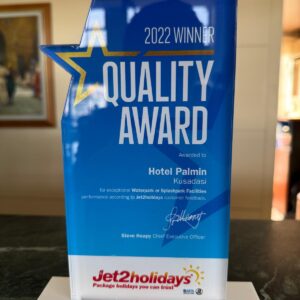 2022 WINNER
QUALITY
AWARD
Awarded to
Hotel Palmin
Kusadasi
for exceptional Waterpark or Splashpark Facilities
performance according to Jet2holidays customer feedback.
Steve Heapy Chief Executive Officer
Jet2holidays
Package holidays you can trust